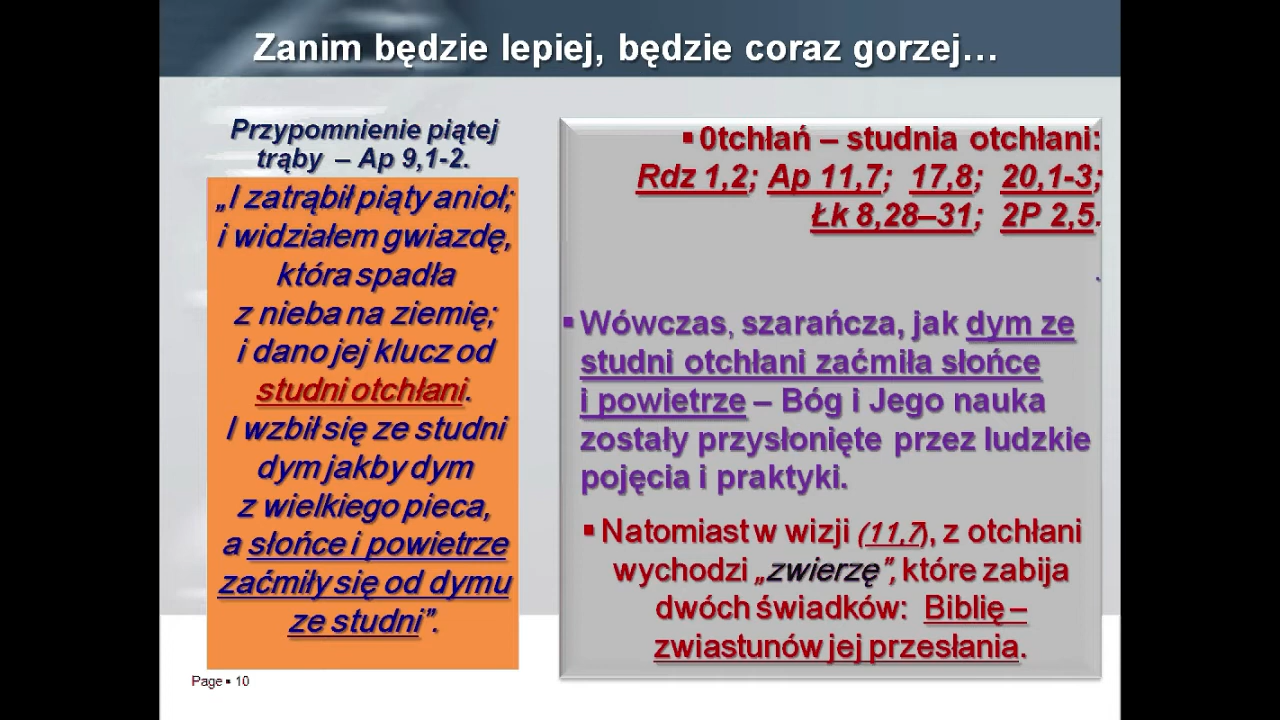 Zanim będzie lepiej, będzie coraz gorzej…
Przypomnienie piątej
trąby – Ap 9,1-2.
„I zatrąbił piąty anioł;
i widziałem gwiazdę,
która spadła
z nieba na ziemię;
i dano jej klucz od
studni otchłani.
I wzbił się ze studni
dym jakby dym
z wielkiego pieca,
a słońce i powietrze
zaćmiły się od dymu
ze studni”.
▪ 0tchłań – studnia otchłani:
Rdz 1,2; Ap 11,7; 17,8; 20,1-3;
Łk 8,28–31; 2P 2,5.
.
▪ Wówczas, szarańcza, jak dym ze
studni otchłani zaćmiła słońce
i powietrze – Bóg i Jego nauka
zostały przysłonięte przez ludzkie
pojęcia i praktyki.
▪ Natomiast w wizji (11,7), z otchłani
wychodzi „zwierzę”, które zabija
dwóch świadków: Biblię –
zwiastunów jej przesłania.
Page ▪ 10